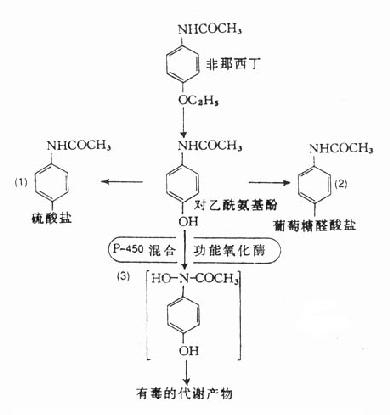 NHCOCH₃
非那西丁
OC₂H₅
NHCOCH₃ NHCOCH₃ NHCOCH₃
(1) (2)
硫酸盐 对乙酰氨基酚 葡萄糖醛酸盐
OH
P-450 混合 功能氧化酶
(3) HO-N-COCH₃
OH
有毒的代谢产物